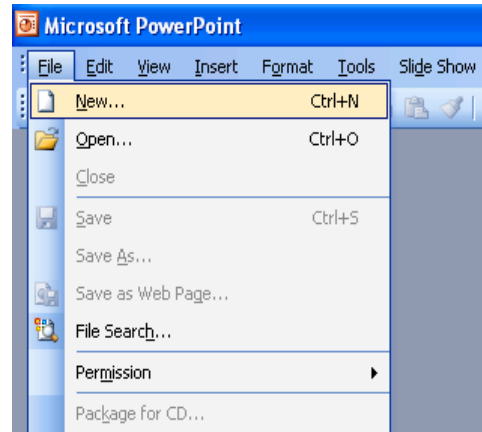 Microsoft PowerPoint
File Edit View Insert Format Tools Slide Show
New... Ctrl+N
Open... Ctrl+O
Close
Save Ctrl+S
Save As...
Save as Web Page...
File Search...
Permission
Package for CD...